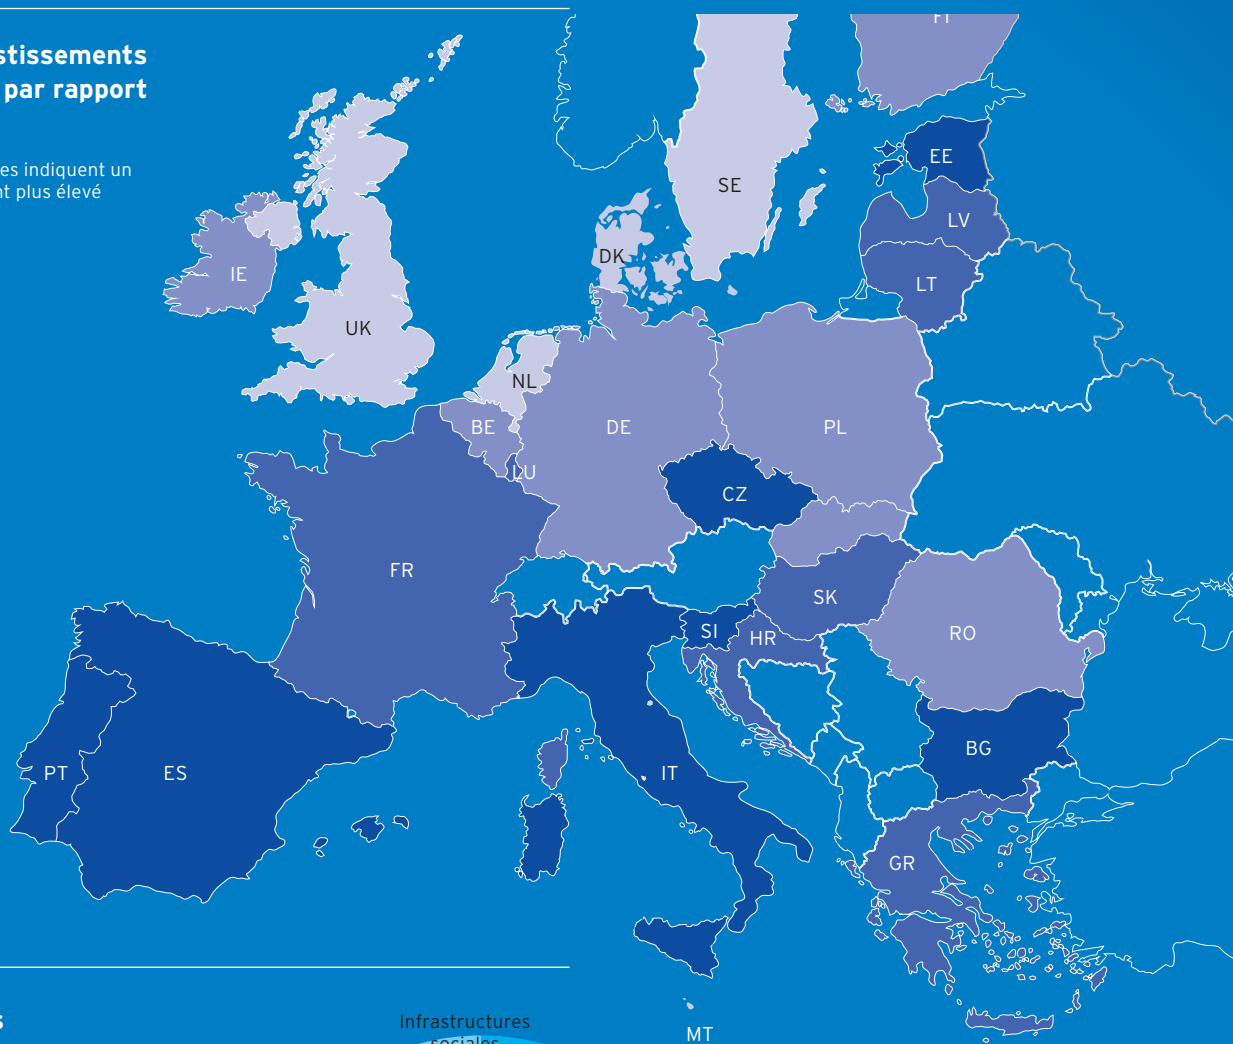 stissements
par rapport
es indiquent un
nt plus élevé
FI
EE
SE
LV
DK
IE
LT
UK
NL
BE
DE
PL
LU
CZ
FR
SK
SI
HR
RO
BG
PT
ES
IT
GR
s
Infrastructures
sociales
MT